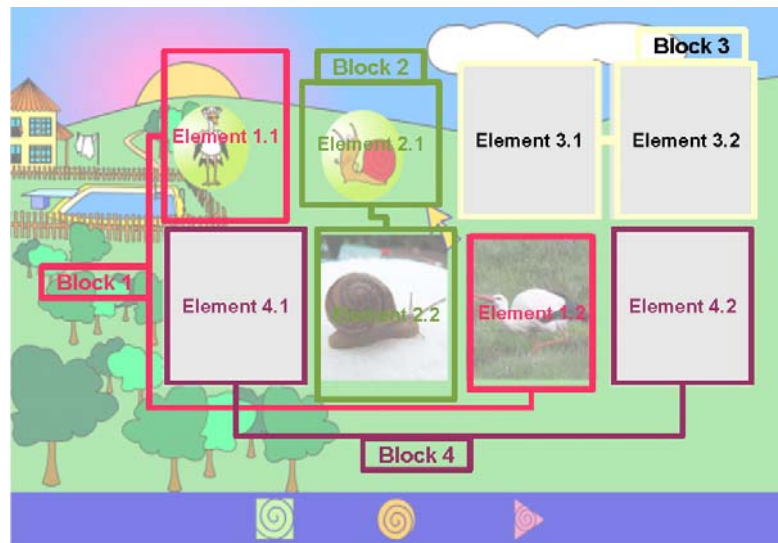 Block 3
Block 2
Element 1.1
Element 2.1
Element 3.1
Element 3.2
Block 1
Element 4.1
Element 2.2
Element 1.2
Element 4.2
Block 4